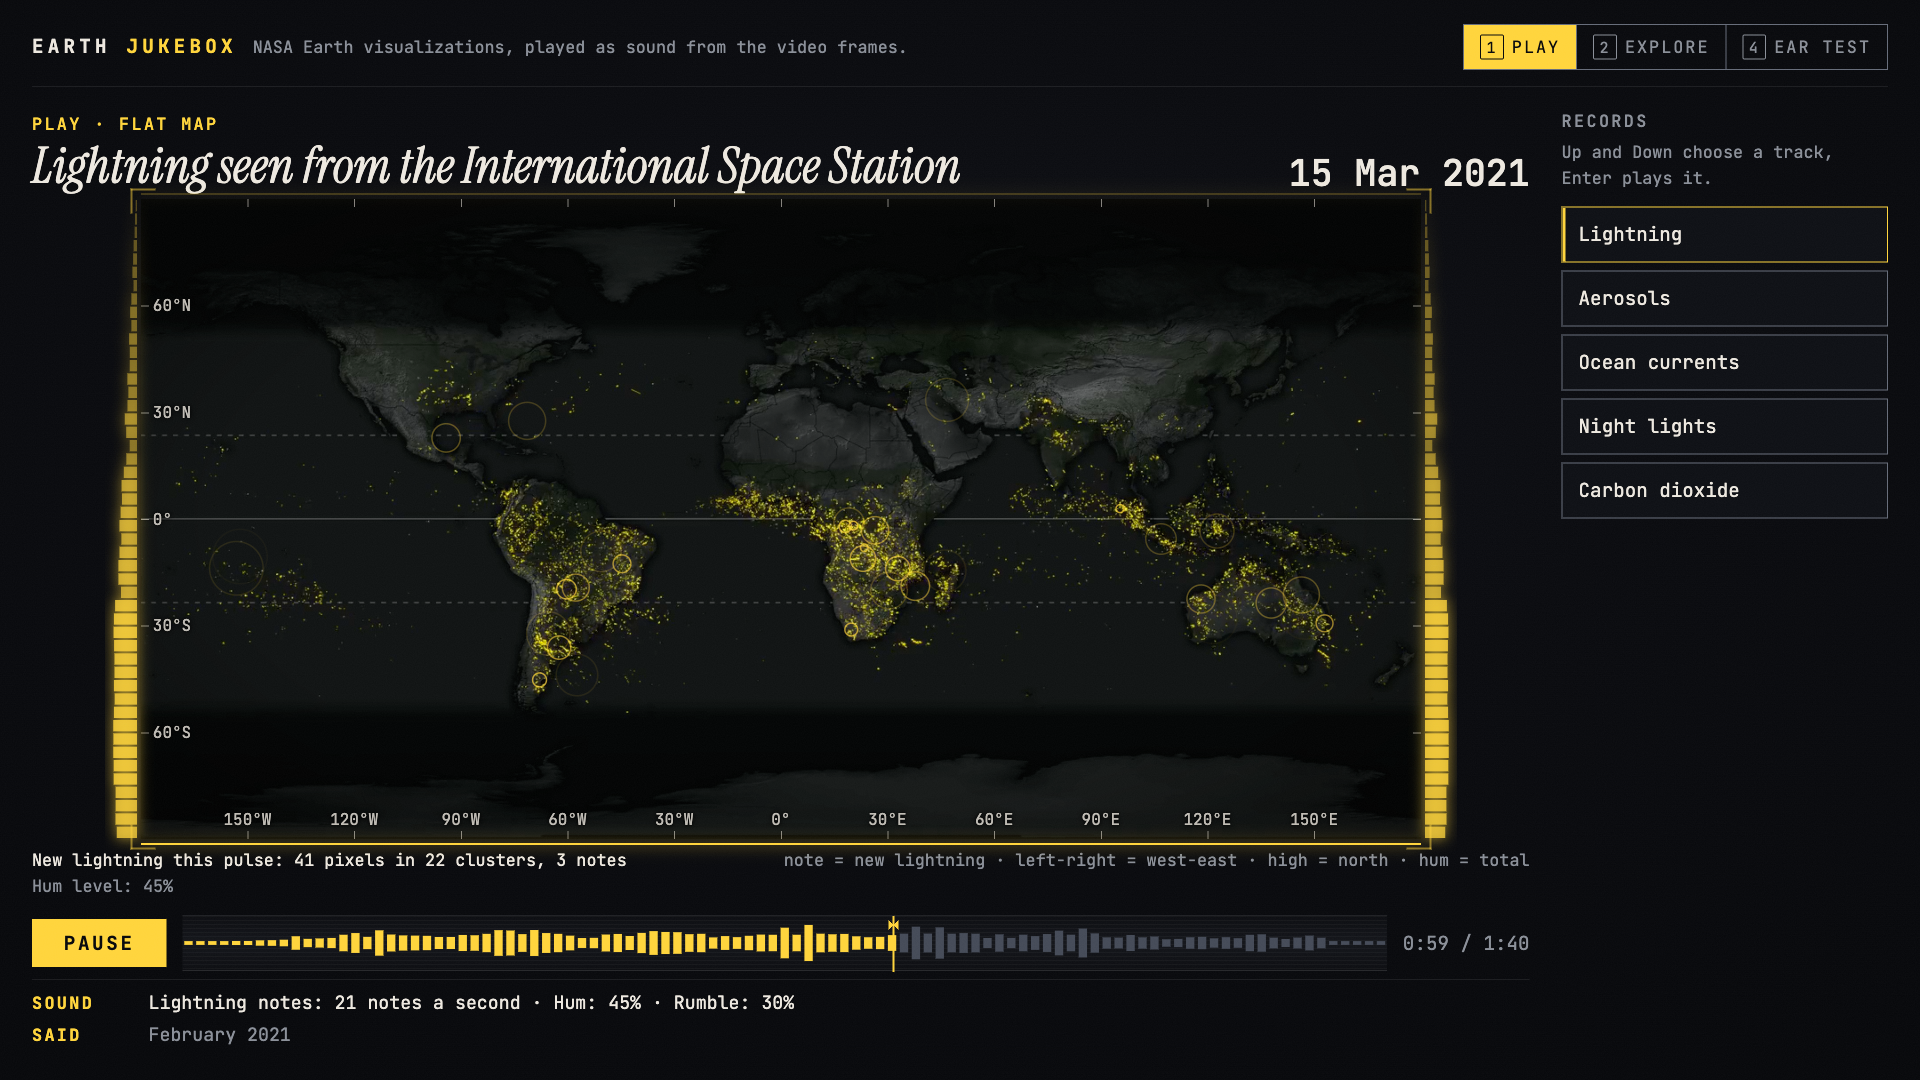 EARTH JUKEBOX NASA Earth visualizations, played as sound from the video frames.
1 PLAY 2 EXPLORE 4 EAR TEST
PLAY · FLAT MAP
Lightning seen from the International Space Station
15 Mar 2021
60°N
30°N
0°
30°S
60°S
150°W 120°W 90°W 60°W 30°W 0° 30°E 60°E 90°E 120°E 150°E
New lightning this pulse: 41 pixels in 22 clusters, 3 notes
note = new lightning · left-right = west-east · high = north · hum = total
Hum level: 45%
PAUSE
0:59 / 1:40
SOUND Lightning notes: 21 notes a second · Hum: 45% · Rumble: 30%
SAID February 2021
RECORDS
Up and Down choose a track,
Enter plays it.
Lightning
Aerosols
Ocean currents
Night lights
Carbon dioxide